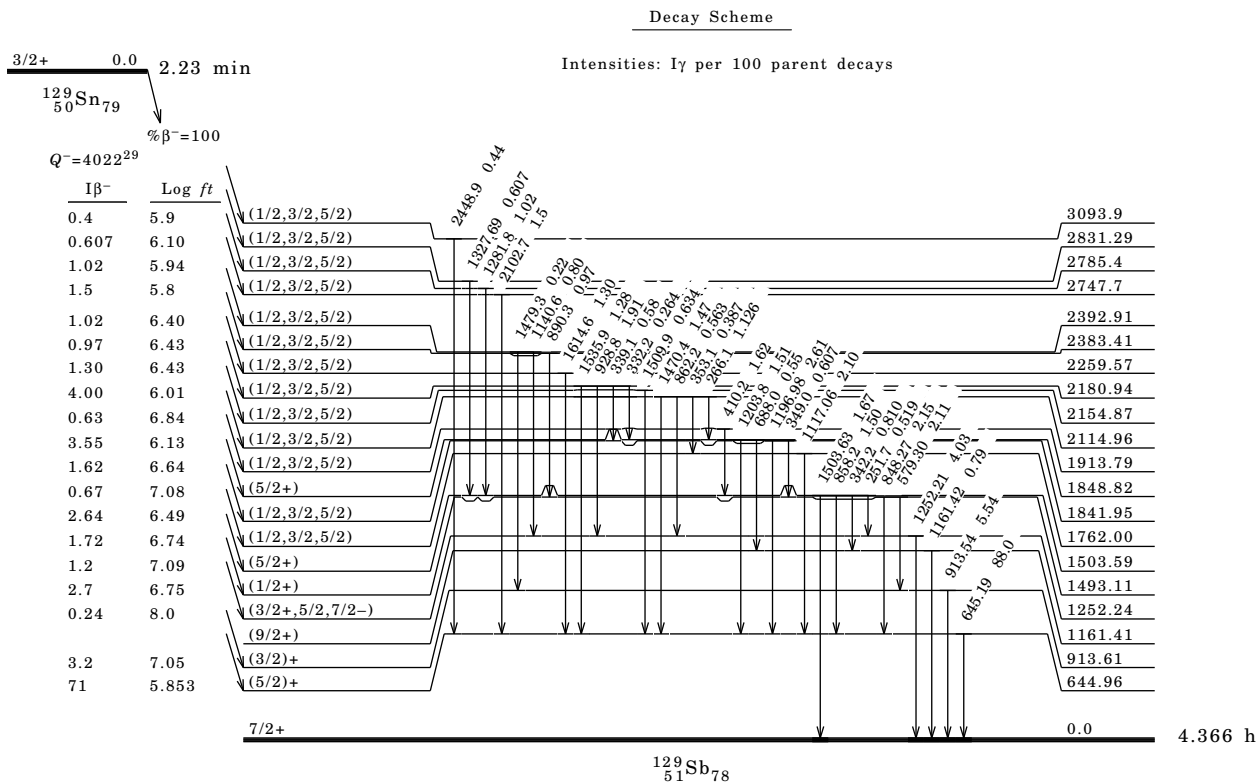 Decay Scheme
Intensities: Iγ per 100 parent decays
3/2+ 0.0 2.23 min
129 50 Sn 79
%β−=100
Q−=4022 29
Iβ− Log ft
0.4 5.9 (1/2,3/2,5/2) 3093.9
0.607 6.10 (1/2,3/2,5/2) 2831.29
1.02 5.94 (1/2,3/2,5/2) 2785.4
1.5 5.8 (1/2,3/2,5/2) 2747.7
1.02 6.40 (1/2,3/2,5/2) 2392.91
0.97 6.43 (1/2,3/2,5/2) 2383.41
1.30 6.43 (1/2,3/2,5/2) 2259.57
4.00 6.01 (1/2,3/2,5/2) 2180.94
0.63 6.84 (1/2,3/2,5/2) 2154.87
3.55 6.13 (1/2,3/2,5/2) 2114.96
1.62 6.64 (1/2,3/2,5/2) 1913.79
0.67 7.08 (5/2+) 1848.82
2.64 6.49 (1/2,3/2,5/2) 1841.95
1.72 6.74 (1/2,3/2,5/2) 1762.00
1.2 7.09 (5/2+) 1503.59
2.7 6.75 (1/2+) 1493.11
0.24 8.0 (3/2+,5/2,7/2−) 1252.24
(9/2+) 1161.41
3.2 7.05 (3/2)+ 913.61
71 5.853 (5/2)+ 644.96
7/2+ 0.0 4.366 h
129 51 Sb 78
2448.9 0.44
1327.69 0.607
1281.8 1.02
2102.7 1.5
1479.3 0.22
1140.6 0.80
890.3 0.97
1614.6 1.30
1535.9 1.28
928.8 1.91
339.1 0.58
332.2 0.264
1509.9 0.634
1470.4 1.47
862.2 0.563
353.1 0.387
266.1 1.126
410.2 1.62
1203.8 1.51
688.0 0.55
1196.98 2.61
349.0 0.607
1117.06 2.10
1503.63 1.67
858.2 1.50
342.2 0.810
251.7 0.519
848.27 2.15
579.30 2.11
1252.21 4.03
1161.42 0.79
913.54 5.54
645.19 88.0